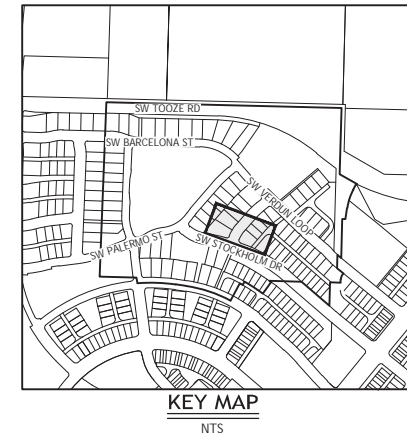 SW TOOZE RD
SW BARCELONA ST
SW VERDUN LOOP
SW PALERMO ST
SW STOCKHOLM DR
KEY MAP
NTS